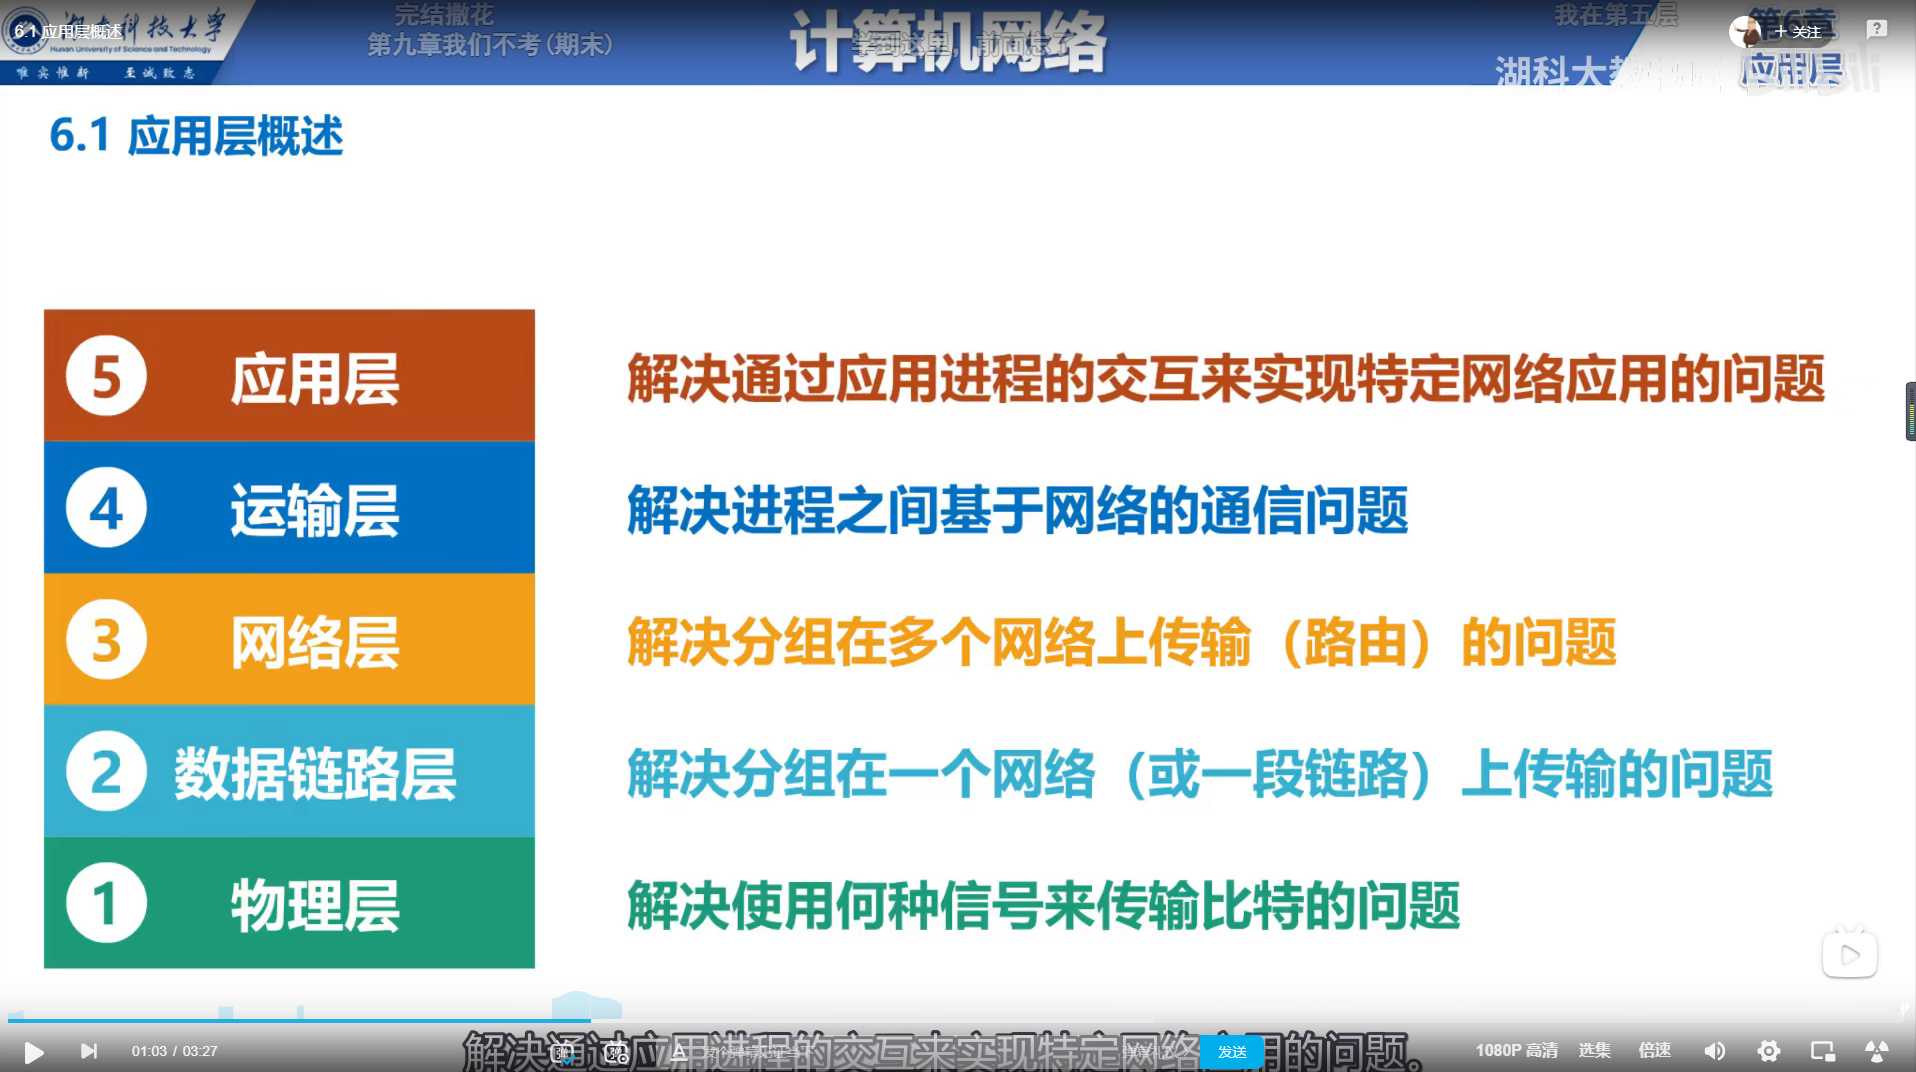 湖南科技大学
Hunan University of Science and Technology
唯实惟新 至诚致志
6.1 应用层概述
完结撒花
第九章我们不考(期末)
计算机网络
学到这里，前面忘了
我在第五层
第6章
+ 关注
应用层
湖科大
6.1 应用层概述
5 应用层 解决通过应用进程的交互来实现特定网络应用的问题
4 运输层 解决进程之间基于网络的通信问题
3 网络层 解决分组在多个网络上传输（路由）的问题
2 数据链路层 解决分组在一个网络（或一段链路）上传输的问题
1 物理层 解决使用何种信号来传输比特的问题
解决通过应用进程的交互来实现特定网络应用的问题。
01:03 / 03:27
发送
1080P 高清 选集 倍速